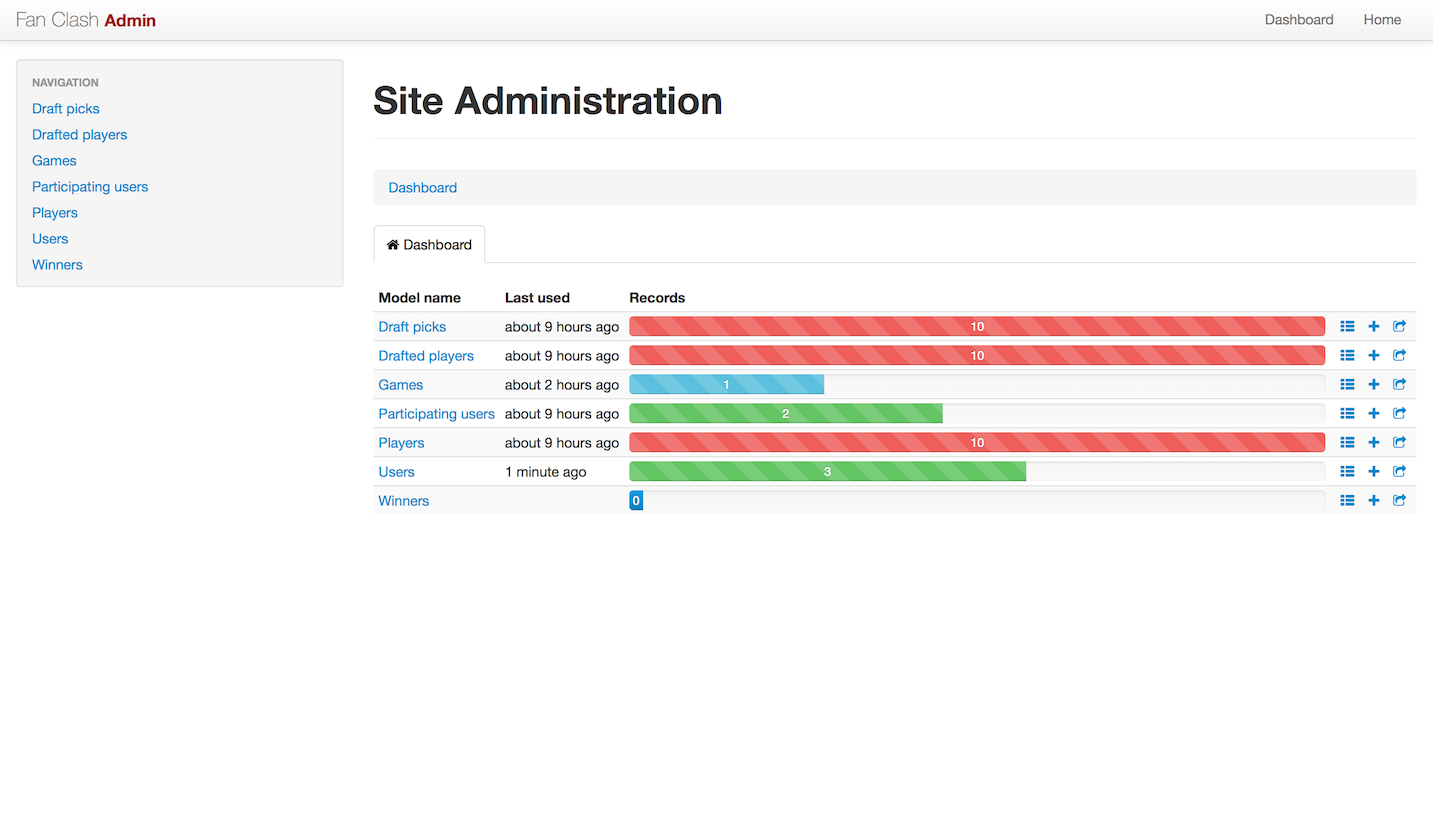 Fan Clash Admin Dashboard Home
NAVIGATION
Draft picks
Drafted players
Games
Participating users
Players
Users
Winners
Site Administration
Dashboard
Dashboard
Model name Last used Records
Draft picks about 9 hours ago 10
Drafted players about 9 hours ago 10
Games about 2 hours ago 1
Participating users about 9 hours ago 2
Players about 9 hours ago 10
Users 1 minute ago 3
Winners 0